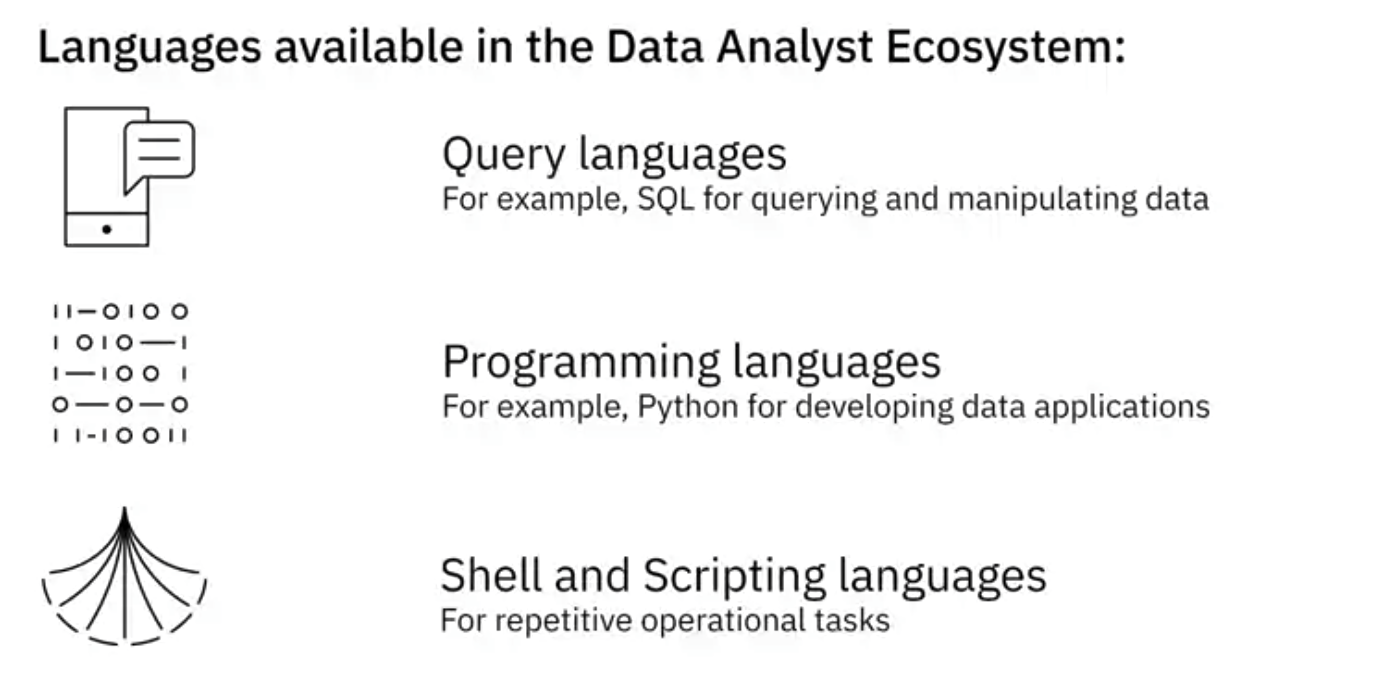 Languages available in the Data Analyst Ecosystem:
Query languages
For example, SQL for querying and manipulating data
Programming languages
For example, Python for developing data applications
Shell and Scripting languages
For repetitive operational tasks